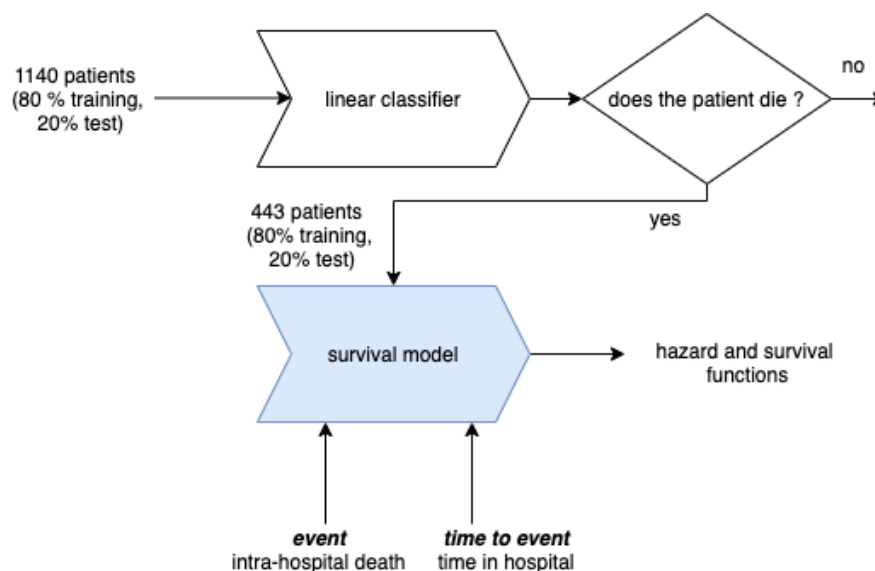 1140 patients
(80 % training,
20% test)
linear classifier
does the patient die ?
no
yes
443 patients
(80% training,
20% test)
survival model
hazard and survival
functions
event
intra-hospital death
time to event
time in hospital